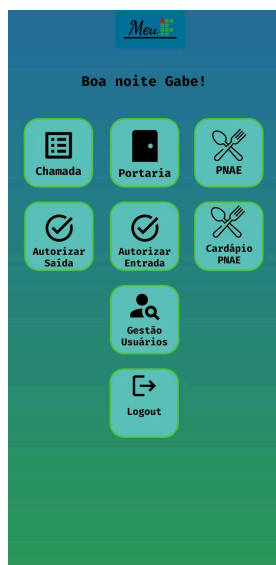 Meu
Boa noite Gabe!
Chamada
Portaria
PNAE
Autorizar
Saída
Autorizar
Entrada
Cardápio
PNAE
Gestão
Usuários
Logout